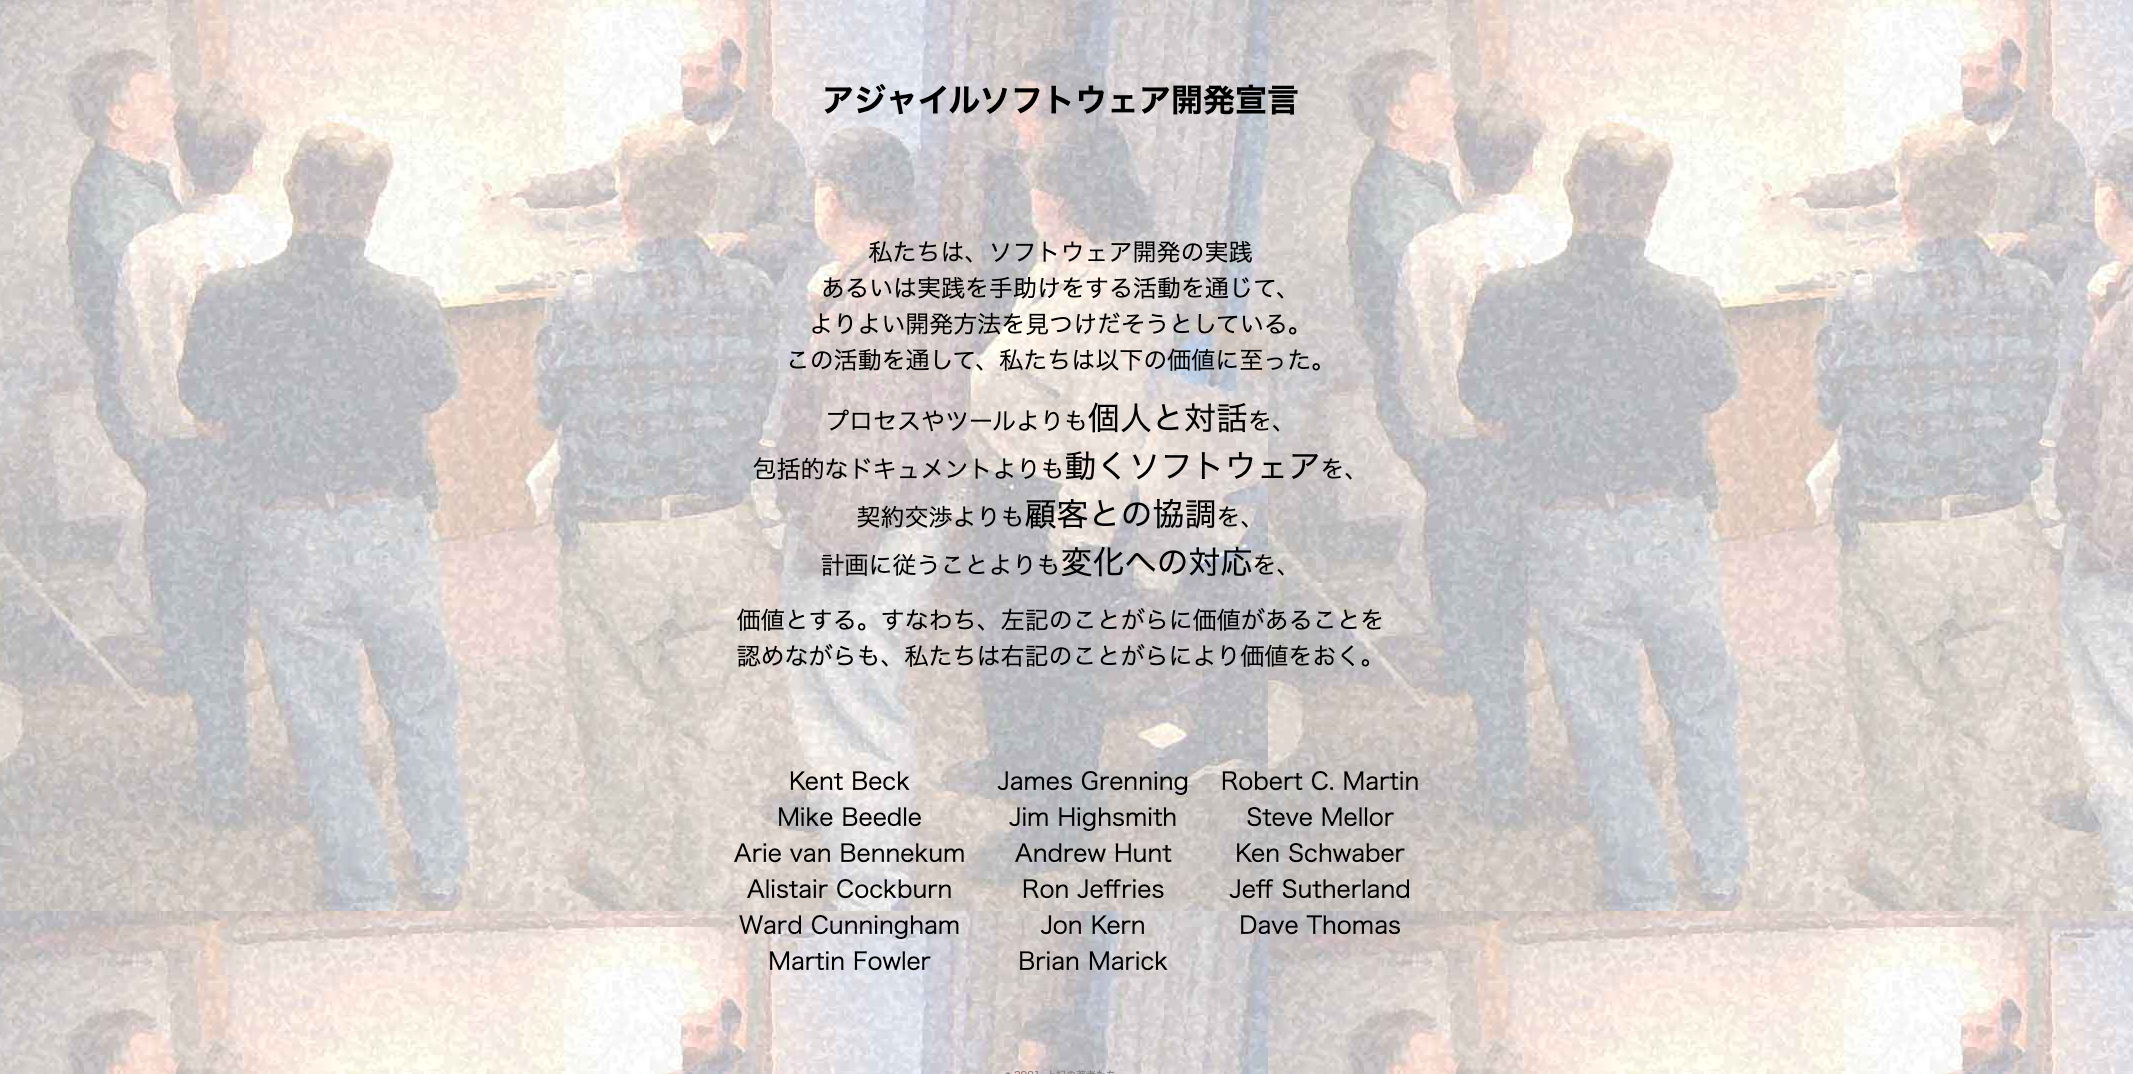 アジャイルソフトウェア開発宣言
私たちは、ソフトウェア開発の実践
あるいは実践を手助けをする活動を通じて、
よりよい開発方法を見つけだそうとしている。
この活動を通して、私たちは以下の価値に至った。
プロセスやツールよりも個人と対話を、
包括的なドキュメントよりも動くソフトウェアを、
契約交渉よりも顧客との協調を、
計画に従うことよりも変化への対応を、
価値とする。すなわち、左記のことがらに価値があることを
認めながらも、私たちは右記のことがらにより価値をおく。
Kent Beck James Grenning Robert C. Martin
Mike Beedle Jim Highsmith Steve Mellor
Arie van Bennekum Andrew Hunt Ken Schwaber
Alistair Cockburn Ron Jeffries Jeff Sutherland
Ward Cunningham Jon Kern Dave Thomas
Martin Fowler Brian Marick